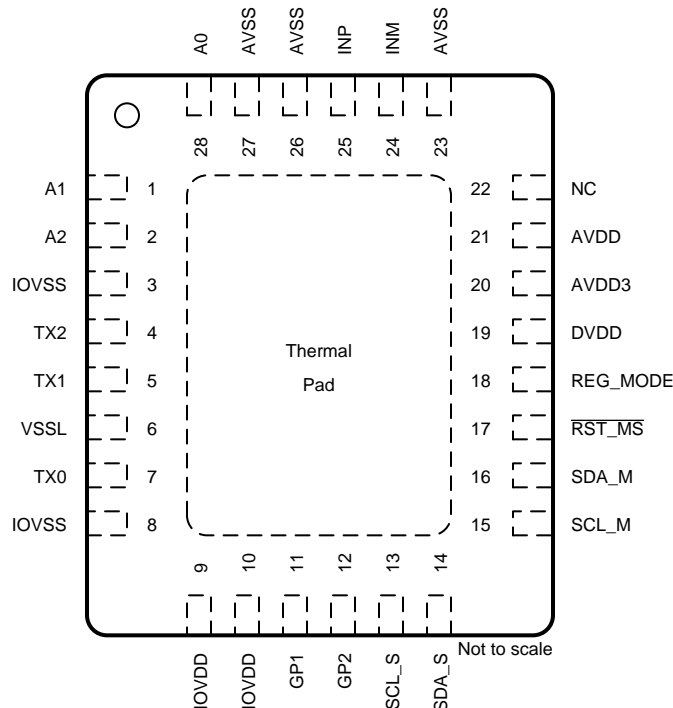 A0 AVSS AVSS INP INM AVSS
28 27 26 25 24 23
A1 1 22 NC
A2 2 21 AVDD
IOVSS 3 20 AVDD3
TX2 4 19 DVDD
Thermal
TX1 5 18 REG_MODE
Pad
VSSL 6 17 RST_MS
TX0 7 16 SDA_M
IOVSS 8 15 SCL_M
9 10 11 12 13 14
Not to scale
IOVDD IOVDD GP1 GP2 SCL_S SDA_S